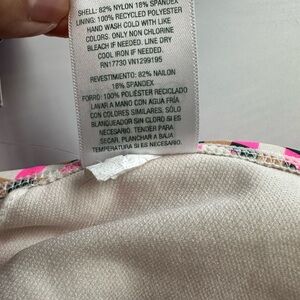 SHELL: 82% NYLON 18% SPANDEX
LINING: 100% RECYCLED POLYESTER
HAND WASH COLD WITH LIKE
COLORS. ONLY NON CHLORINE
BLEACH IF NEEDED. LINE DRY
COOL IRON IF NEEDED.
RN17730 VN1299195
REVESTIMIENTO: 82% NAILON
18% SPANDEX
FORRO: 100% POLIÉSTER RECICLADO
LAVAR A MANO CON AGUA FRÍA
CON COLORES SIMILARES. SÓLO
BLANQUEADOR SIN CLORO SI ES
NECESARIO. TENDER PARA
SECAR. PLANCHAR A BAJA
TEMPERATURA SI ES NECESARIO.